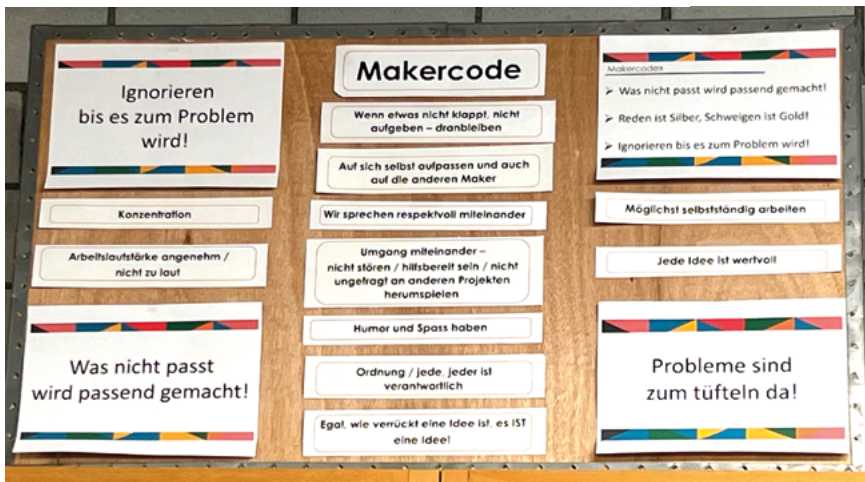 Ignorieren
bis es zum Problem
wird!
Konzentration
Arbeitslautstärke angenehm /
nicht zu laut
Was nicht passt
wird passend gemacht!
Makercode
Wenn etwas nicht klappt, nicht
aufgeben – dranbleiben
Auf sich selbst aufpassen und auch
auf die anderen Maker
Wir sprechen respektvoll miteinander
Umgang miteinander –
nicht stören / hilfsbereit sein / nicht
ungefragt an anderen Projekten
herumspielen
Humor und Spass haben
Ordnung / jede, jeder ist
verantwortlich
Egal, wie verrückt eine Idee ist, es IST
eine Idee!
Makercodex
➢ Was nicht passt wird passend gemacht!
➢ Reden ist Silber, Schweigen ist Gold!
➢ Ignorieren bis es zum Problem wird!
Möglichst selbstständig arbeiten
Jede Idee ist wertvoll
Probleme sind
zum tüfteln da!